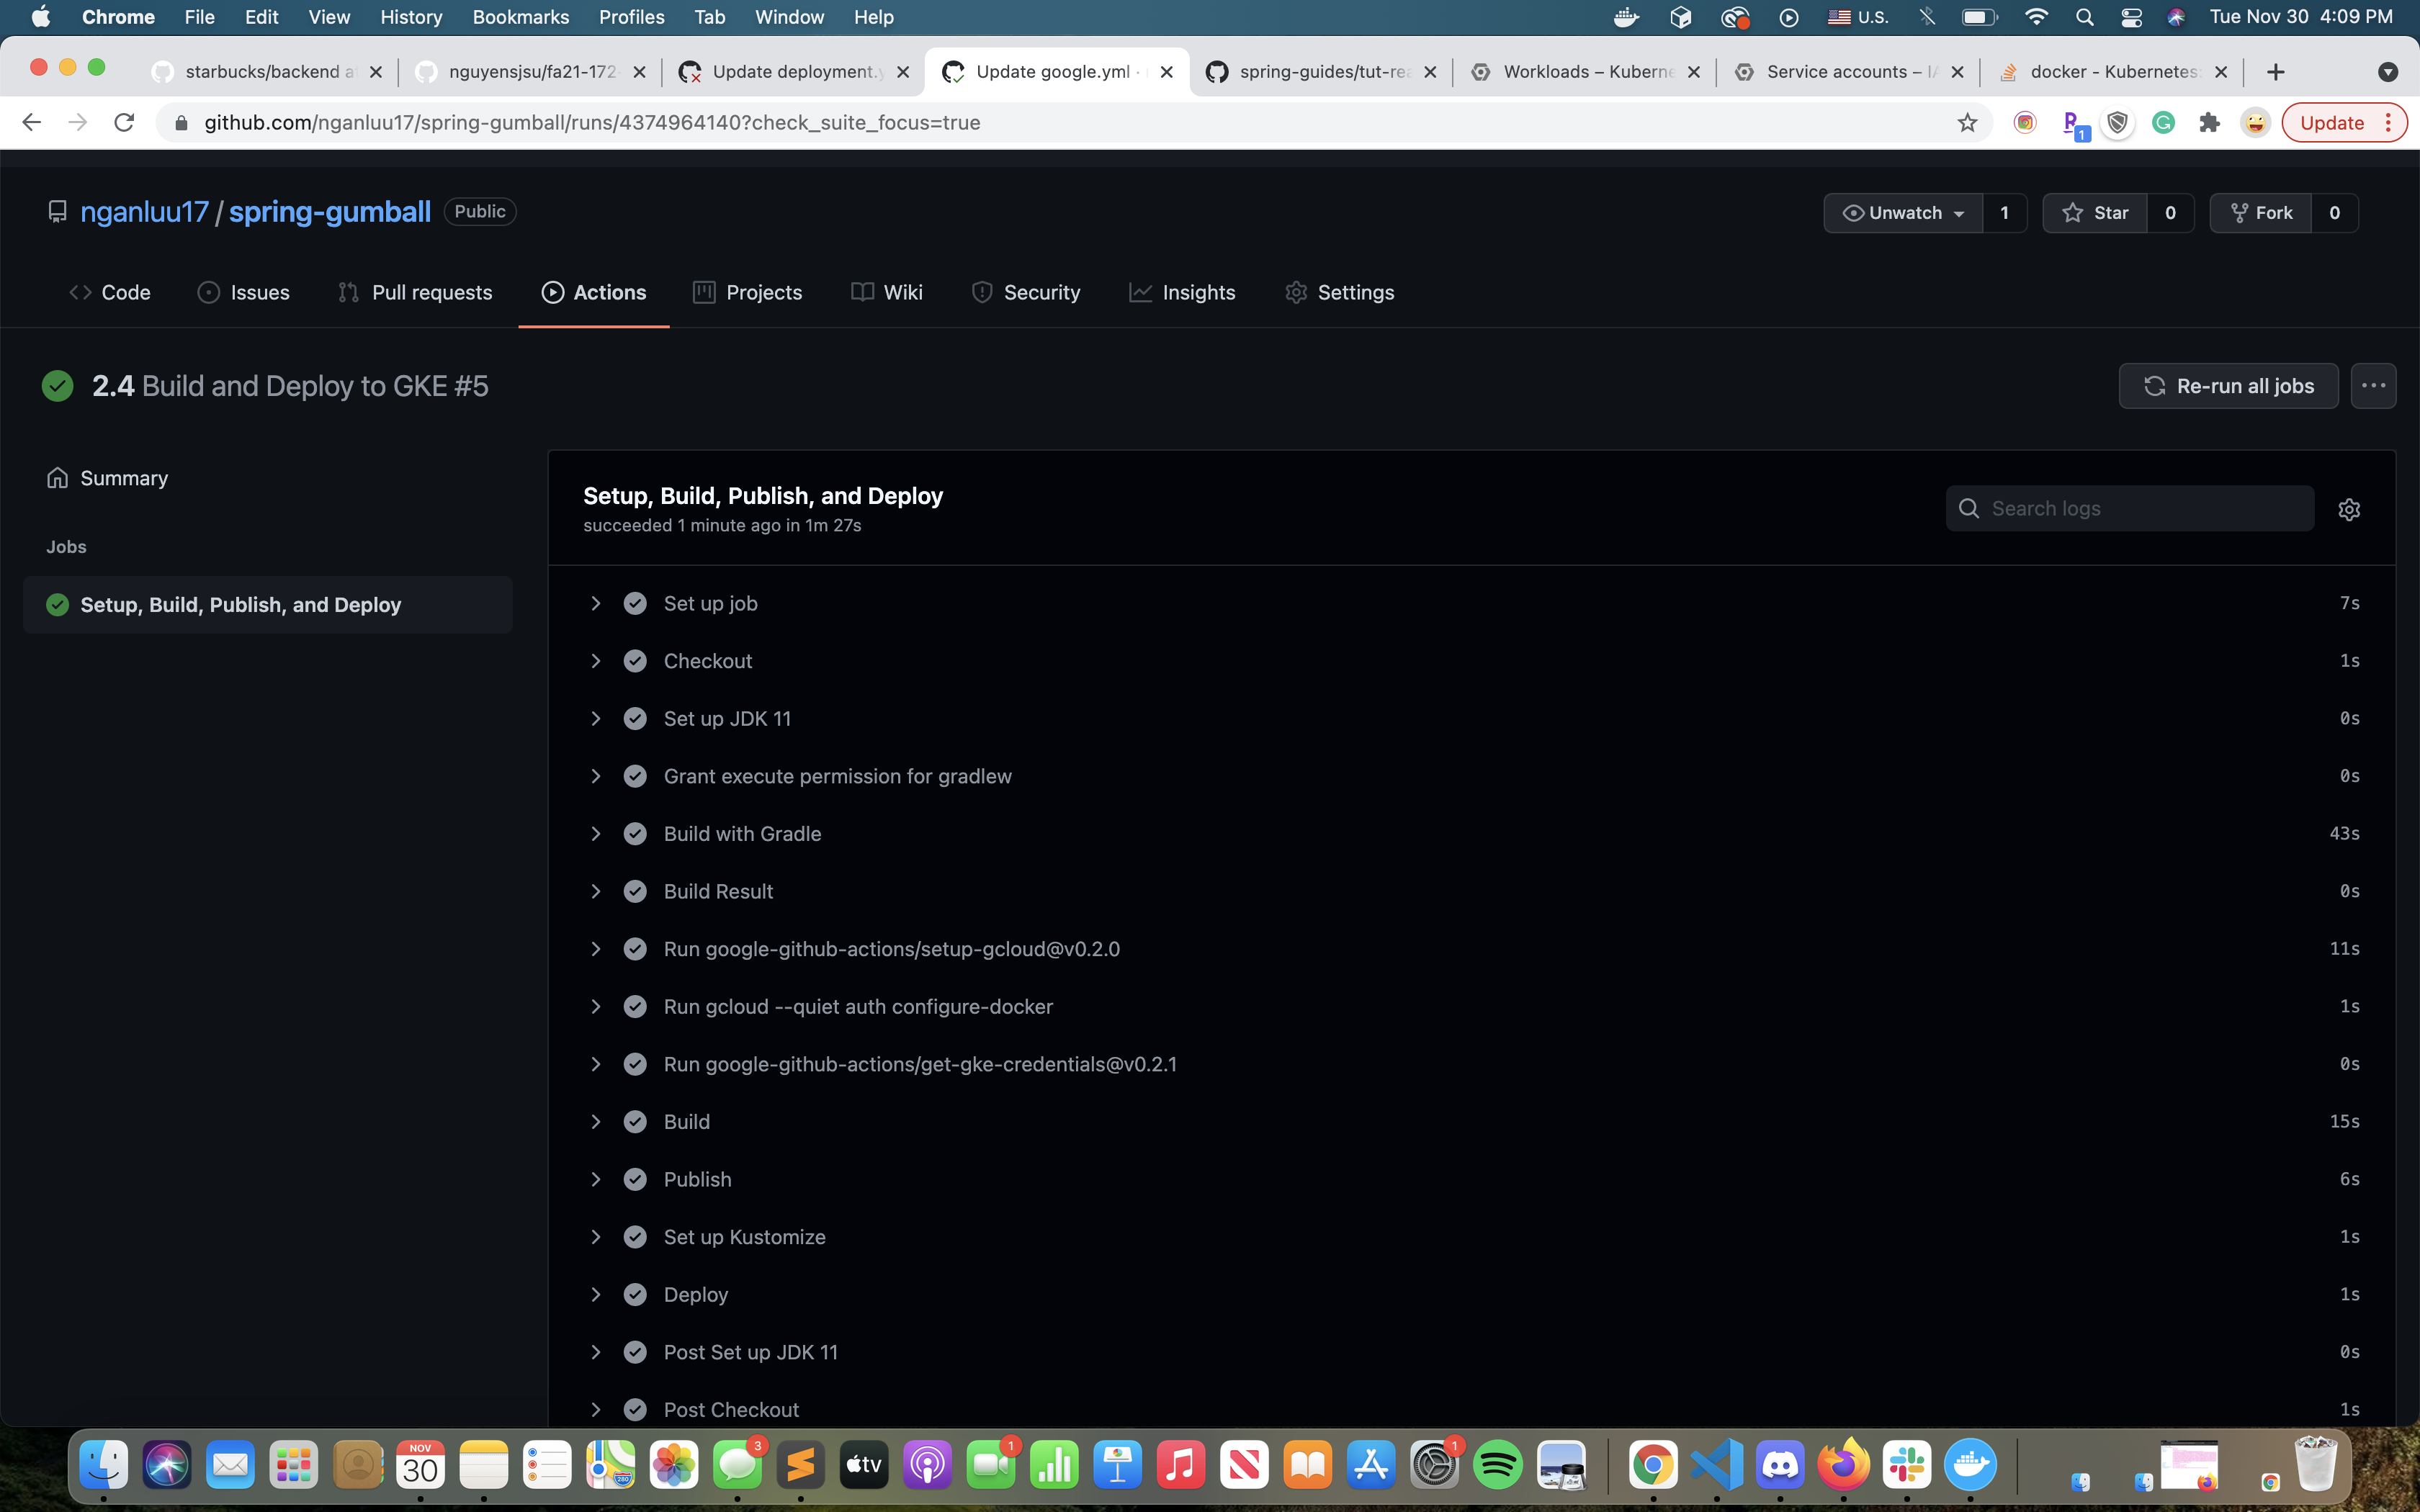 Chrome File Edit View History Bookmarks Profiles Tab Window Help U.S. Tue Nov 30 4:09 PM
starbucks/backend a nguyensjsu/fa21-172 Update deployment.y Update google.yml · spring-guides/tut-rea Workloads – Kuberne Service accounts – IA docker - Kubernetes
github.com/nganluu17/spring-gumball/runs/4374964140?check_suite_focus=true 1 Update
nganluu17 / spring-gumball Public Unwatch 1 Star 0 Fork 0
Code Issues Pull requests Actions Projects Wiki Security Insights Settings
2.4 Build and Deploy to GKE #5 Re-run all jobs
Summary
Jobs
Setup, Build, Publish, and Deploy
Setup, Build, Publish, and Deploy
succeeded 1 minute ago in 1m 27s
Search logs
Set up job 7s
Checkout 1s
Set up JDK 11 0s
Grant execute permission for gradlew 0s
Build with Gradle 43s
Build Result 0s
Run google-github-actions/setup-gcloud@v0.2.0 11s
Run gcloud --quiet auth configure-docker 1s
Run google-github-actions/get-gke-credentials@v0.2.1 0s
Build 15s
Publish 6s
Set up Kustomize 1s
Deploy 1s
Post Set up JDK 11 0s
Post Checkout 1s
NOV 30 3 tv 1 1 280